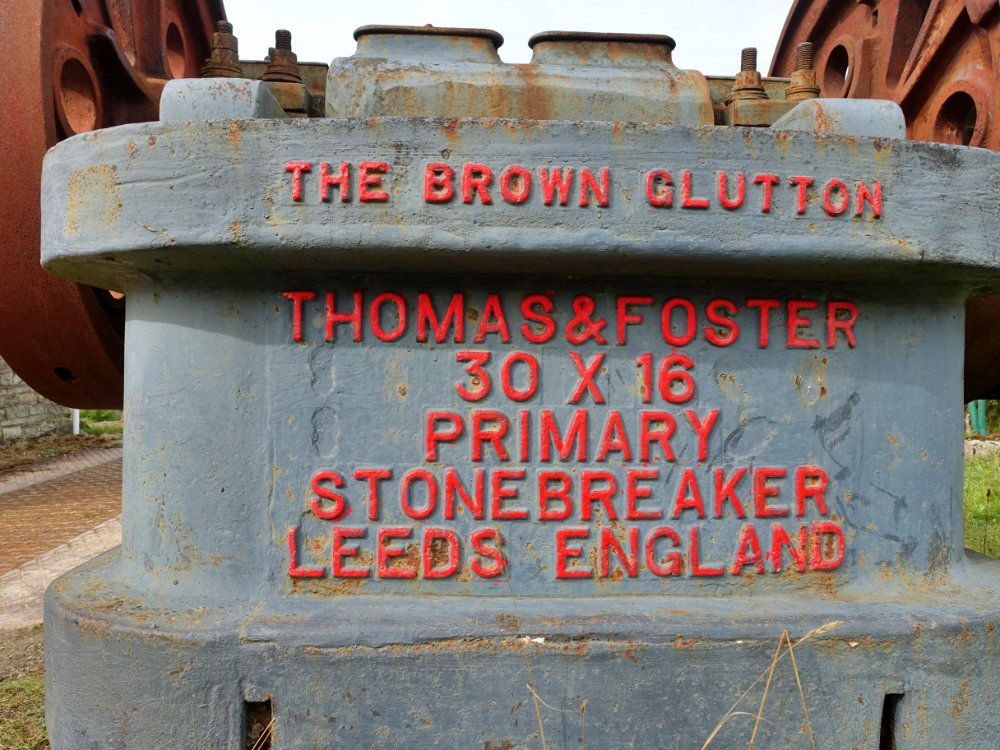 THE BROWN GLUTTON
THOMAS & FOSTER
30 X 16
PRIMARY
STONEBREAKER
LEEDS ENGLAND